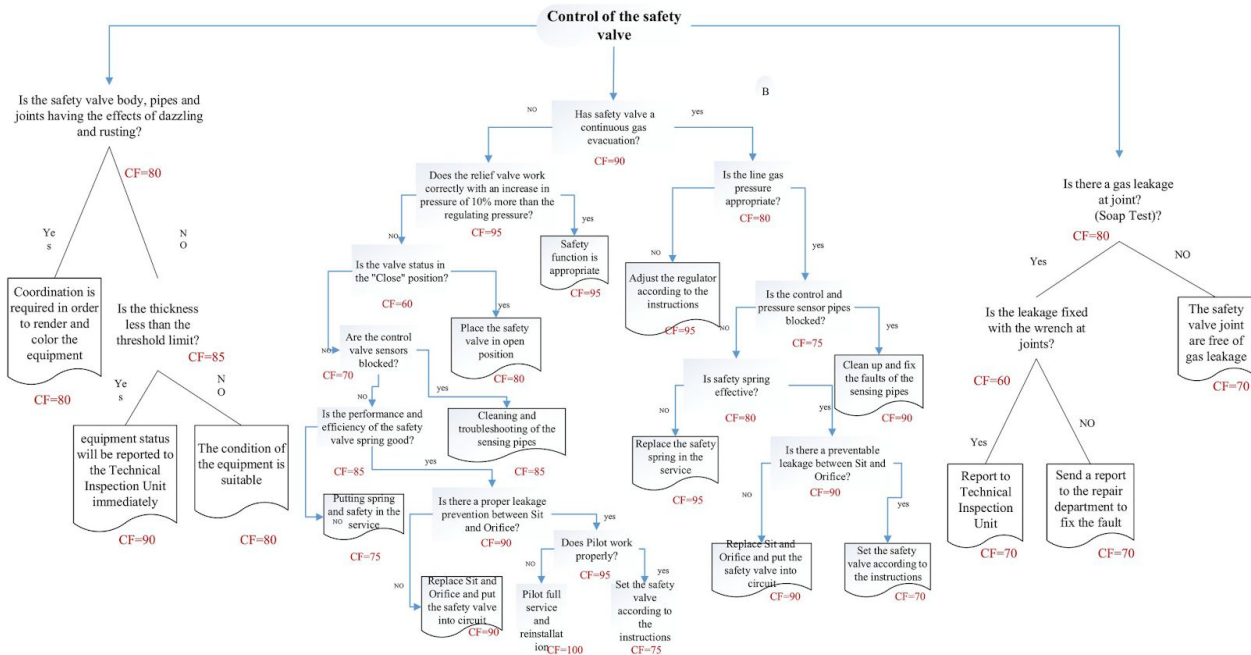 Control of the safety
valve
Is the safety valve body, pipes and
joints having the effects of dazzling
and rusting?
CF=80
Ye
s
N
O
Coordination is
required in order
to render and
color the
equipment
CF=80
Is the thickness
less than the
threshold limit?
CF=85
Ye
s
N
O
equipment status
will be reported to
the Technical
Inspection Unit
immediately
CF=90
The condition of
the equipment is
suitable
CF=80
B
NO
yes
Has safety valve a
continuous gas
evacuation?
CF=90
Does the relief valve work
correctly with an increase in
pressure of 10% more than the
regulating pressure?
CF=95
NO
yes
Safety
function is
appropriate
CF=95
Is the valve status in
the "Close" position?
CF=60
yes
Place the safety
valve in open
position
CF=80
NO
Are the control
valve sensors
blocked?
CF=70
yes
Cleaning and
troubleshooting of the
sensing pipes
CF=85
NO
Is the performance and
efficiency of the safety
valve spring good?
CF=85
yes
Putting spring
and safety in the
NO
service
CF=75
Is there a proper leakage
prevention between Sit
and Orifice?
CF=90
yes
NO
Replace Sit and
Orifice and put
the safety valve
into circuit
CF=90
Does Pilot work
properly?
CF=95
NO
yes
Pilot full
service
and
reinstallat
ion
CF=100
Set the safety
valve
according to
the
instructions
CF=75
Is the line gas
pressure
appropriate?
CF=80
NO
yes
Adjust the regulator
according to the
instructions
CF=95
Is the control and
pressure sensor pipes
blocked?
CF=75
NO
yes
Clean up and fix
the faults of the
sensing pipes
CF=90
Is safety spring
effective?
CF=80
NO
yes
Replace the safety
spring in the
service
CF=95
Is there a preventable
leakage between Sit and
Orifice?
CF=90
NO
yes
Replace Sit and
Orifice and put the
safety valve into
circuit
CF=90
Set the safety
valve according to
the instructions
CF=70
Is there a gas leakage
at joint?
(Soap Test)?
CF=80
Yes
NO
Is the leakage fixed
with the wrench at
joints?
CF=60
The safety
valve joint
are free of
gas leakage
CF=70
Yes
NO
Report to
Technical
Inspection
Unit
CF=70
Send a report
to the repair
department to
fix the fault
CF=70